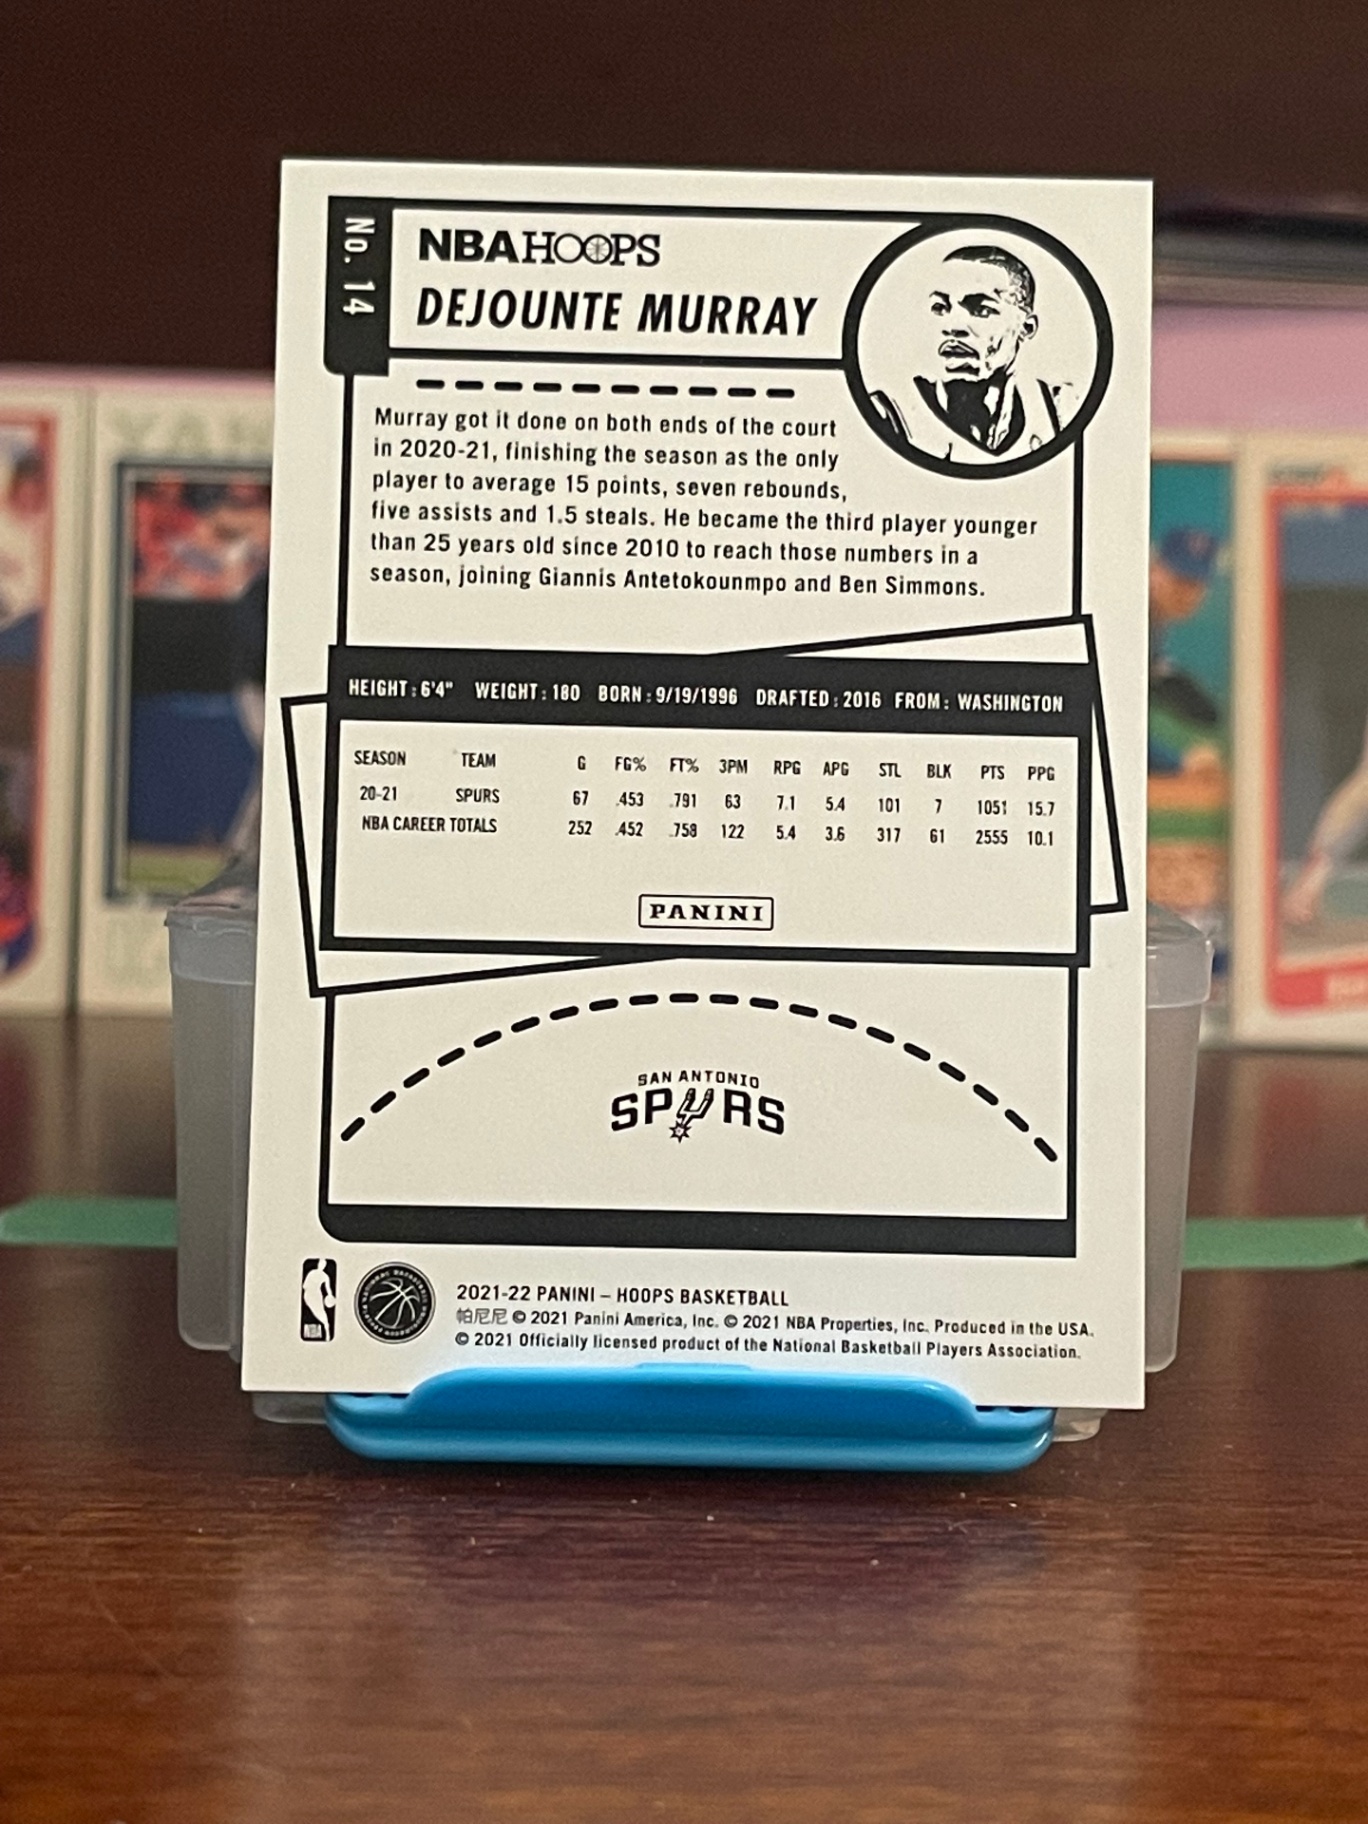 No. 14
NBA HOOPS
DEJOUNTE MURRAY
Murray got it done on both ends of the court
in 2020-21, finishing the season as the only
player to average 15 points, seven rebounds,
five assists and 1.5 steals. He became the third player younger
than 25 years old since 2010 to reach those numbers in a
season, joining Giannis Antetokounmpo and Ben Simmons.
HEIGHT: 6'4" WEIGHT: 180 BORN: 9/19/1996 DRAFTED: 2016 FROM: WASHINGTON
SEASON TEAM G FG% FT% 3PM RPG APG STL BLK PTS PPG
20-21 SPURS 67 .453 .791 63 7.1 5.4 101 7 1051 15.7
NBA CAREER TOTALS 252 .452 .758 122 5.4 3.6 317 61 2555 10.1
PANINI
SAN ANTONIO
SPURS
NBA
2021-22 PANINI – HOOPS BASKETBALL
帕尼尼 © 2021 Panini America, Inc. © 2021 NBA Properties, Inc. Produced in the USA.
© 2021 Officially licensed product of the National Basketball Players Association.